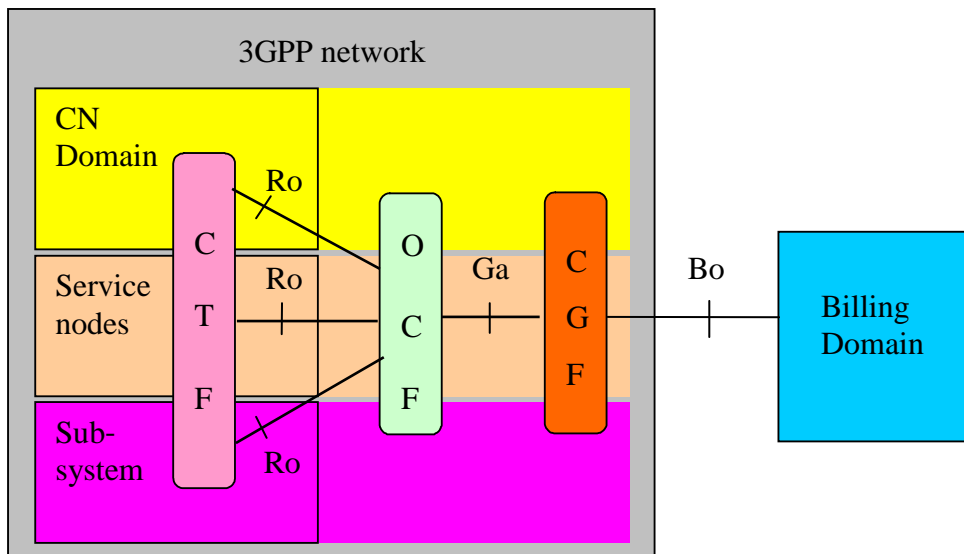 3GPP network
CN
Domain
Ro
C
T
F
O
C
F
C
G
F
Service
nodes
Ro
Ga
Bo
Billing
Domain
Sub-
system
Ro